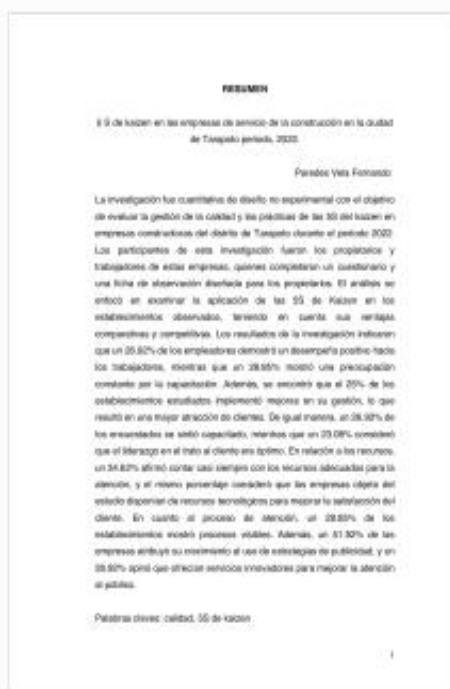 RESUMEN
5 S de kaizen en las empresas de servicio de la construcción en la ciudad
de Tarapoto periodo, 2022.
Paredes Vela Fernando
La investigación fue cuantitativa de diseño no experimental con el objetivo
de evaluar la gestión de la calidad y las prácticas de las 5S del kaizen en
empresas constructoras del distrito de Tarapoto durante el periodo 2022.
Los participantes de esta investigación fueron los propietarios y
trabajadores de estas empresas, quienes completaron un cuestionario y
una ficha de observación diseñada para los propietarios. El análisis se
enfocó en examinar la aplicación de las 5S de Kaizen en los
establecimientos observados, teniendo en cuenta sus ventajas
comparativas y competitivas. Los resultados de la investigación indicaron
que un de los empleadores demostró un desempeño positivo hacia
los trabajadores, mientras que un mostró una preocupación
constante por la capacitación. Además, se encontró que el 25% de los
establecimientos estudiados implementó mejoras en su gestión, lo que
resultó en una mayor atracción de clientes. De igual manera, un de
los encuestados se sintió capacitado, mientras que un consideró
que el liderazgo en el trato al cliente era óptimo. En relación a los recursos,
un afirmó contar casi siempre con los recursos adecuados para la
atención, y el mismo porcentaje consideró que las empresas objeto del
estudio disponían de recursos tecnológicos para mejorar la satisfacción del
cliente. En cuanto al proceso de atención, un de los
establecimientos mostró procesos visibles. Además, un de las
empresas atribuyó su crecimiento al uso de estrategias de publicidad, y un
opinó que ofrecían servicios innovadores para mejorar la atención
al público.
Palabras claves: calidad, 5S de kaizen